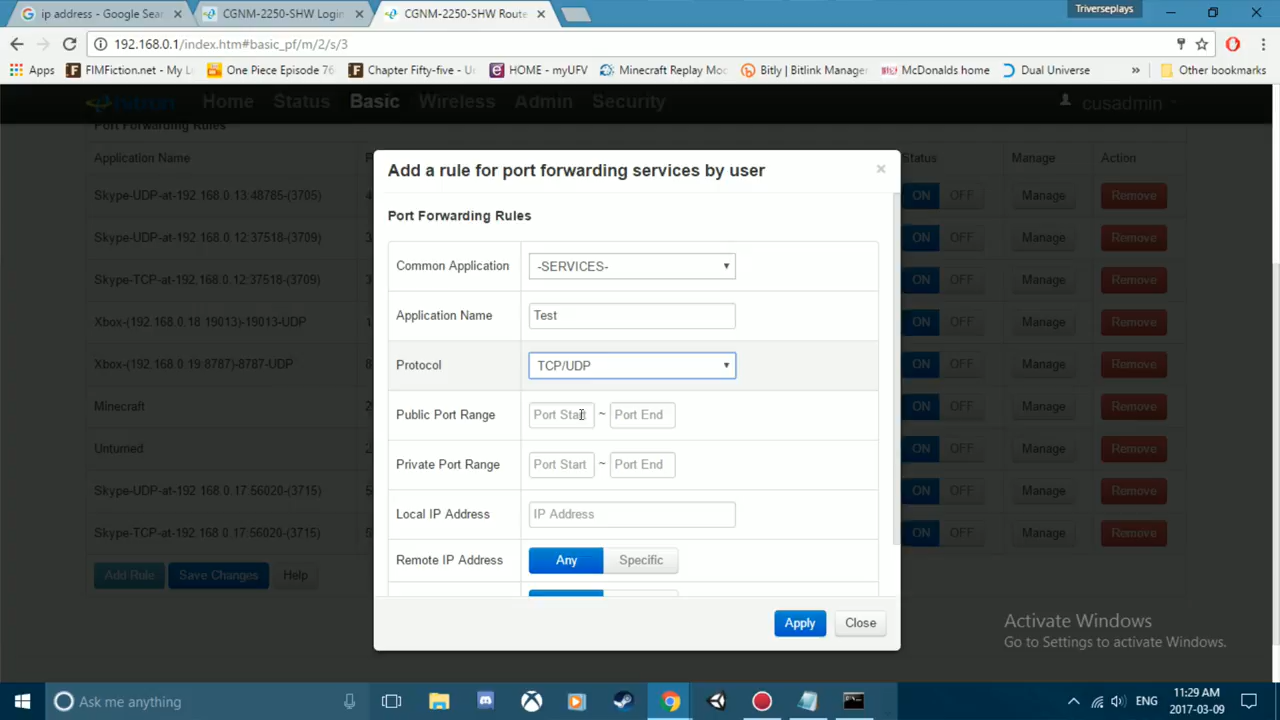 ip address - Google Sear
CGNM-2250-SHW Login
CGNM-2250-SHW Route
Triverseplays
192.168.0.1/index.htm#basic_pf/m/2/s/3
Apps
FIMFiction.net - My L
One Piece Episode 76
Chapter Fifty-five - U
HOME - myUFV
Minecraft Replay Mod
Bitly | Bitlink Manager
McDonalds home
Dual Universe
»
Other bookmarks
Home Status Basic Wireless Admin Security
cusadmin
Port Forwarding Rules
Application Name
Status Manage Action
Skype-UDP-at-192.168.0.13:48785-(3705)
ON OFF Manage Remove
Skype-UDP-at-192.168.0.12:37518-(3709)
ON OFF Manage Remove
Skype-TCP-at-192.168.0.12:37518-(3709)
ON OFF Manage Remove
Xbox-(192.168.0.18:19013)-19013-UDP
ON OFF Manage Remove
Xbox-(192.168.0.19:8787)-8787-UDP
ON OFF Manage Remove
Minecraft
ON OFF Manage Remove
Unturned
ON OFF Manage Remove
Skype-UDP-at-192.168.0.17:56020-(3715)
ON OFF Manage Remove
Skype-TCP-at-192.168.0.17:56020-(3715)
ON OFF Manage Remove
Add Rule Save Changes Help
Add a rule for port forwarding services by user ×
Port Forwarding Rules
Common Application -SERVICES-
Application Name Test
Protocol TCP/UDP
Public Port Range Port Start ~ Port End
Private Port Range Port Start ~ Port End
Local IP Address IP Address
Remote IP Address Any Specific
Apply Close
Activate Windows
Go to Settings to activate Windows.
Ask me anything
ENG
11:29 AM
2017-03-09